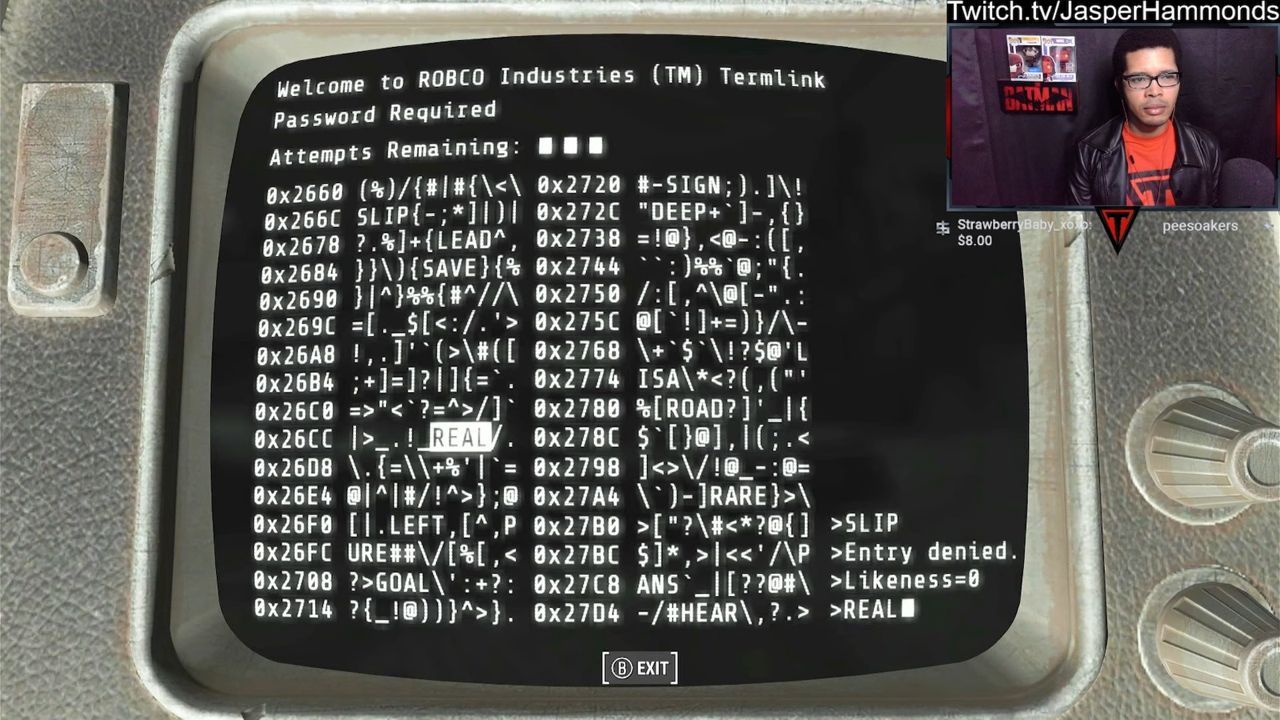 Twitch.tv/JasperHammonds
BATMAN
StrawberryBaby_xoxo:
$8.00
peesoakers
Welcome to ROBCO Industries (TM) Termlink
Password Required
Attempts Remaining: ■ ■ ■
0x2660 (%)/{#|#{\<\ 0x2720 #-SIGN;).]\!
0x266C SLIP{-;*]|)| 0x272C "DEEP+`]-,{}
0x2678 ?.%]+{LEAD^, 0x2738 =!@},<@-:([,
0x2684 }}\){SAVE}{% 0x2744 ``:)%%`@;"{.
0x2690 }|^}%%{#^//\ 0x2750 /:[,^\@[-".:
0x269C =[._$[<:/.'> 0x275C @[`!]+=)}/\-
0x26A8 !,.]'`(>\#([ 0x2768 \+`$`\!?$@'L
0x26B4 ;+]=]?|]{=`. 0x2774 ISA\*<?(,("'
0x26C0 =>"<`?=^>/]` 0x2780 %[ROAD?]'_|{
0x26CC |>_.!_REAL/. 0x278C $`[}@],|(;.<
0x26D8 \.{=\\+%'|`= 0x2798 ]<>\/!@_-:@=
0x26E4 @|^|#/!^>};@ 0x27A4 \`)-]RARE}>\
0x26F0 [|.LEFT,[^,P 0x27B0 >["?\#<*?@{] >SLIP
0x26FC URE##\/[%[,< 0x27BC $]*,>|<<'/\P >Entry denied.
0x2708 ?>GOAL\':+?: 0x27C8 ANS`_|[??@#\ >Likeness=0
0x2714 ?{_!@))}^>}. 0x27D4 -/#HEAR\,?.> >REAL■
B EXIT